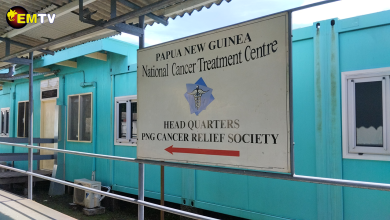 EMTV
PAPUA NEW GUINEA
National Cancer Treatment Centre
HEAD QUARTERS
PNG CANCER RELIEF SOCIETY